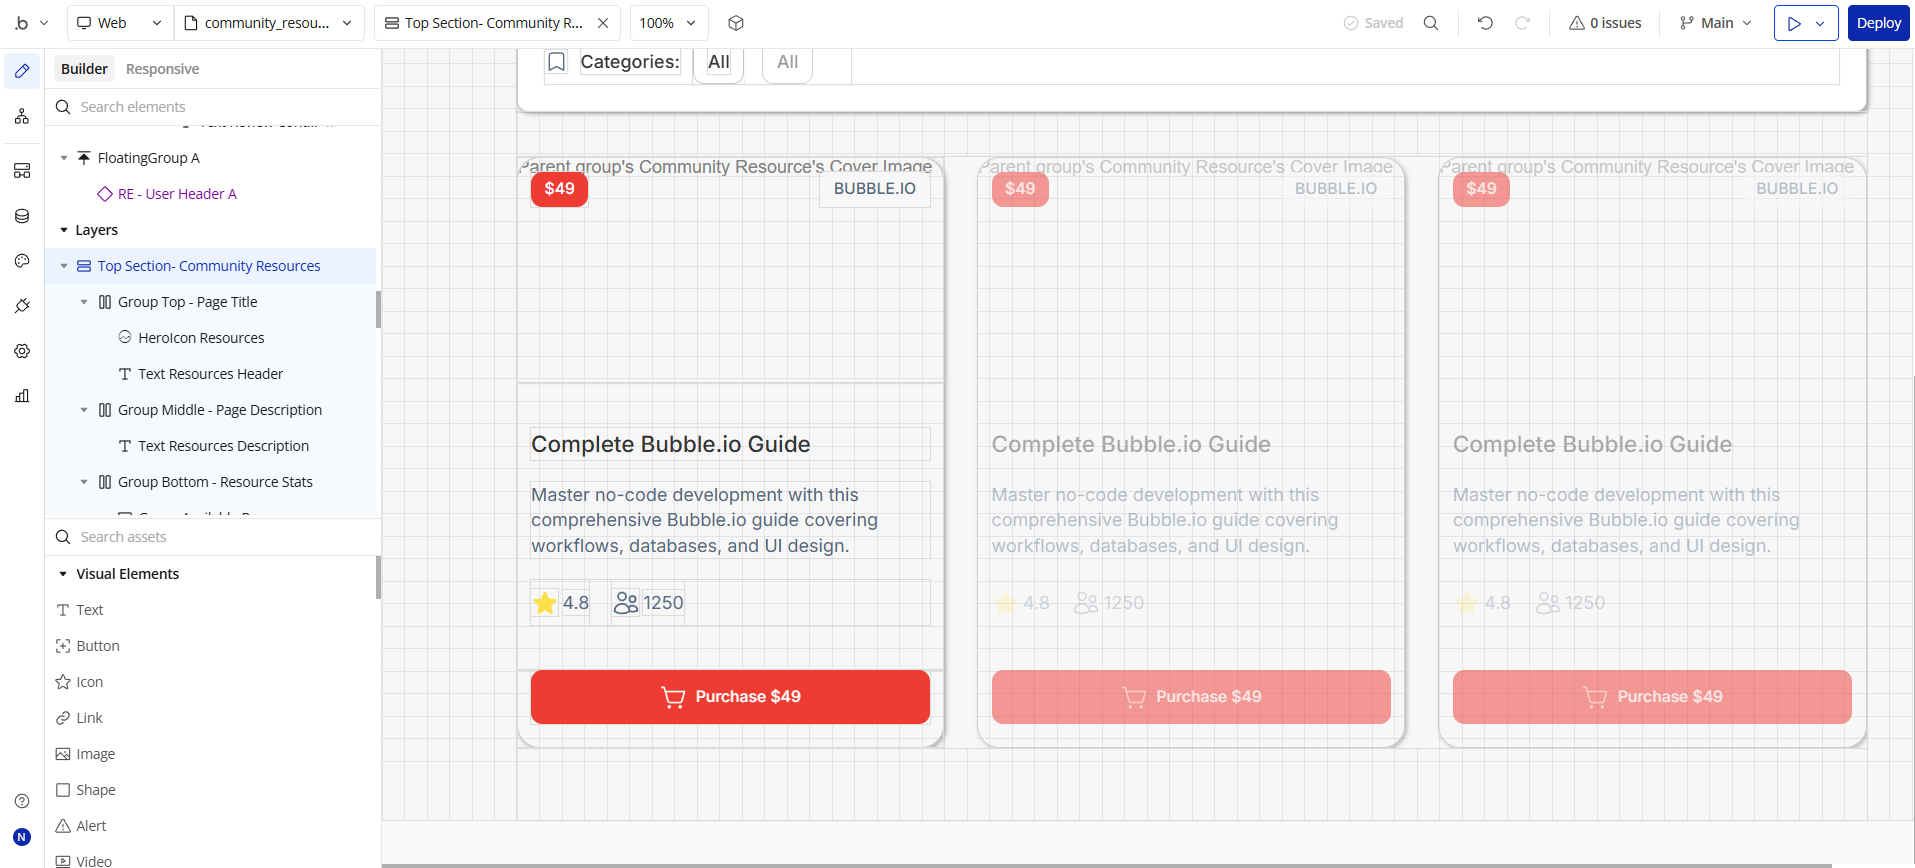 .b
Web
community_resou...
Top Section- Community R...
100%
Saved
0 issues
Main
Deploy
Builder
Responsive
Search elements
FloatingGroup A
RE - User Header A
Layers
Top Section- Community Resources
Group Top - Page Title
HeroIcon Resources
Text Resources Header
Group Middle - Page Description
Text Resources Description
Group Bottom - Resource Stats
Search assets
Visual Elements
Text
Button
Icon
Link
Image
Shape
Alert
Video
N
Categories:
All
All
Parent group's Community Resource's Cover Image
$49
BUBBLE.IO
Complete Bubble.io Guide
Master no-code development with this
comprehensive Bubble.io guide covering
workflows, databases, and UI design.
4.8
1250
Purchase $49
Parent group's Community Resource's Cover Image
$49
BUBBLE.IO
Complete Bubble.io Guide
Master no-code development with this
comprehensive Bubble.io guide covering
workflows, databases, and UI design.
4.8
1250
Purchase $49
Parent group's Community Resource's Cover Image
$49
BUBBLE.IO
Complete Bubble.io Guide
Master no-code development with this
comprehensive Bubble.io guide covering
workflows, databases, and UI design.
4.8
1250
Purchase $49